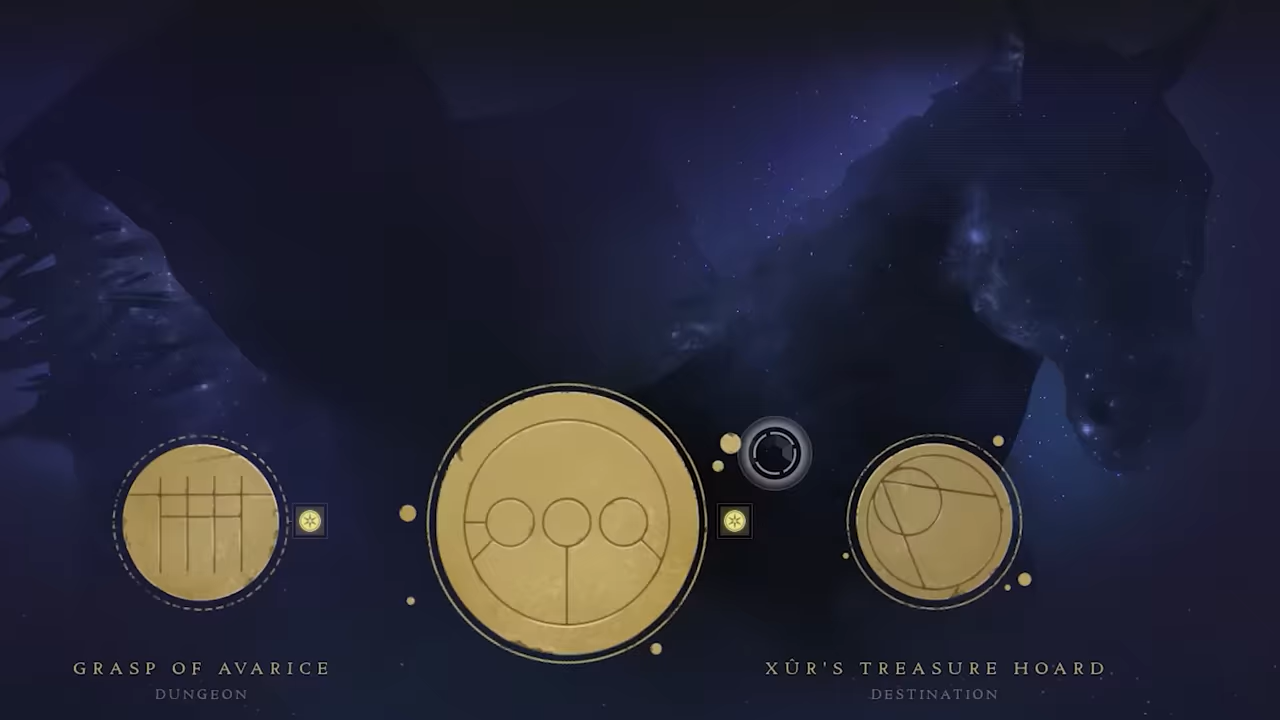 GRASP OF AVARICE
DUNGEON
XÛR'S TREASURE HOARD
DESTINATION